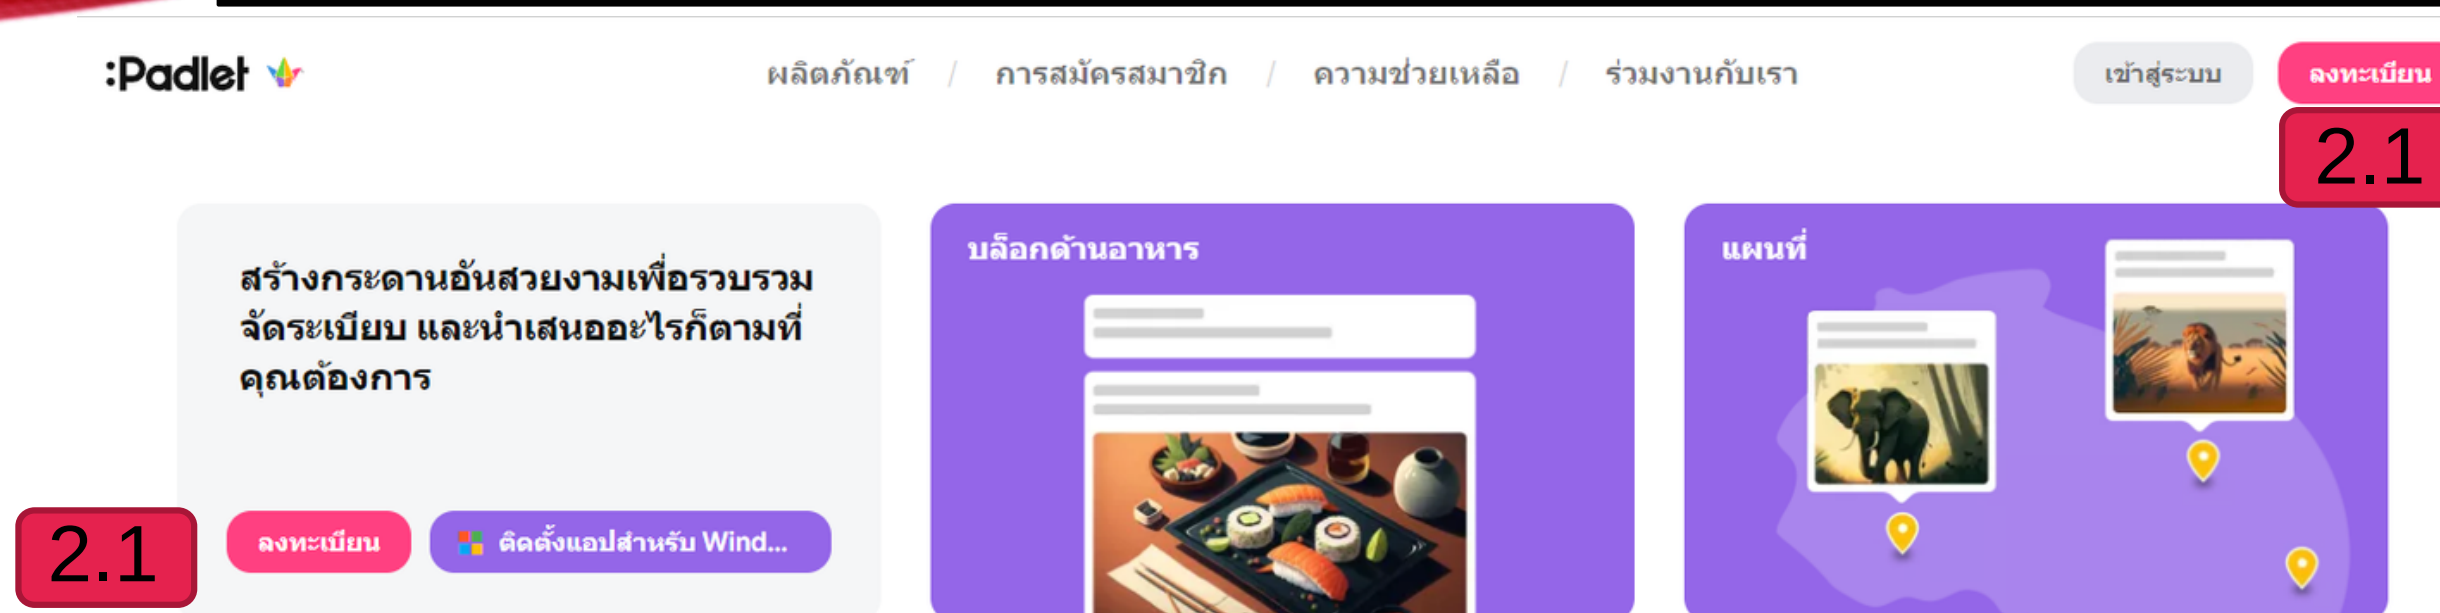 :Padlet
ผลิตภัณฑ์ / การสมัครสมาชิก / ความช่วยเหลือ / ร่วมงานกับเรา
เข้าสู่ระบบ
ลงทะเบียน
2.1
สร้างกระดานอันสวยงามเพื่อรวบรวม
จัดระเบียบ และนำเสนออะไรก็ตามที่
คุณต้องการ
2.1
ลงทะเบียน
ติดตั้งแอปสำหรับ Wind...
บล็อกด้านอาหาร
แผนที่